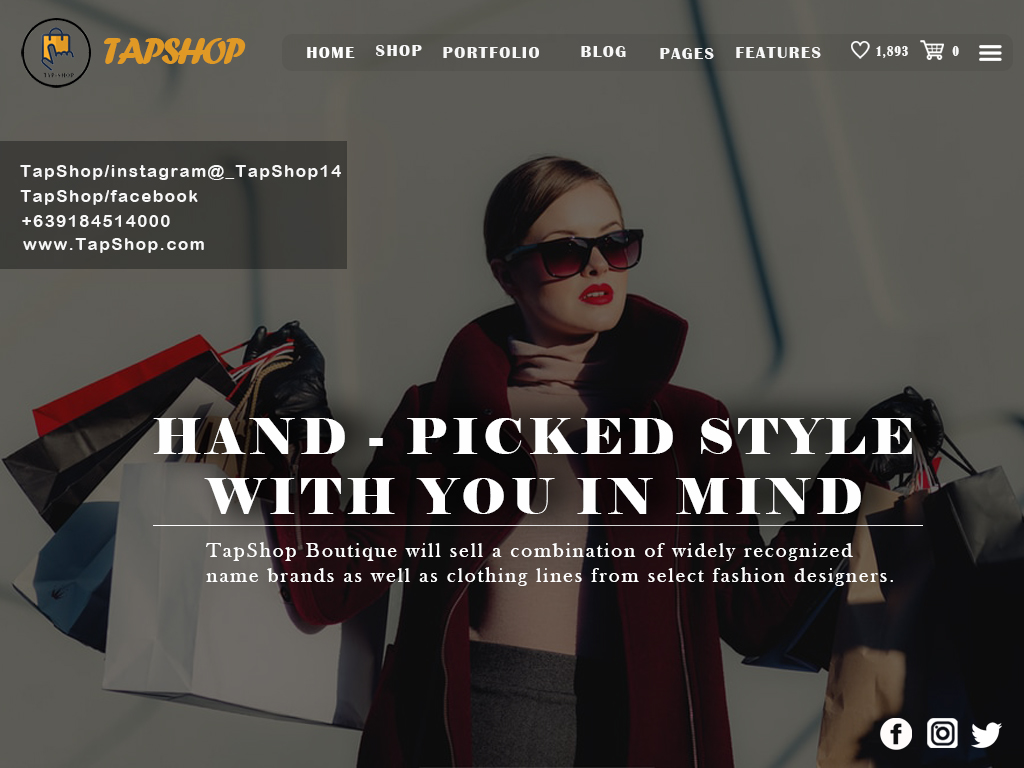 TAPSHOP
TAPSHOP
HOME SHOP PORTFOLIO BLOG PAGES FEATURES 1,893 0
TapShop/instagram@_TapShop14
TapShop/facebook
+639184514000
www.TapShop.com
HAND - PICKED STYLE
WITH YOU IN MIND
TapShop Boutique will sell a combination of widely recognized
name brands as well as clothing lines from select fashion designers.